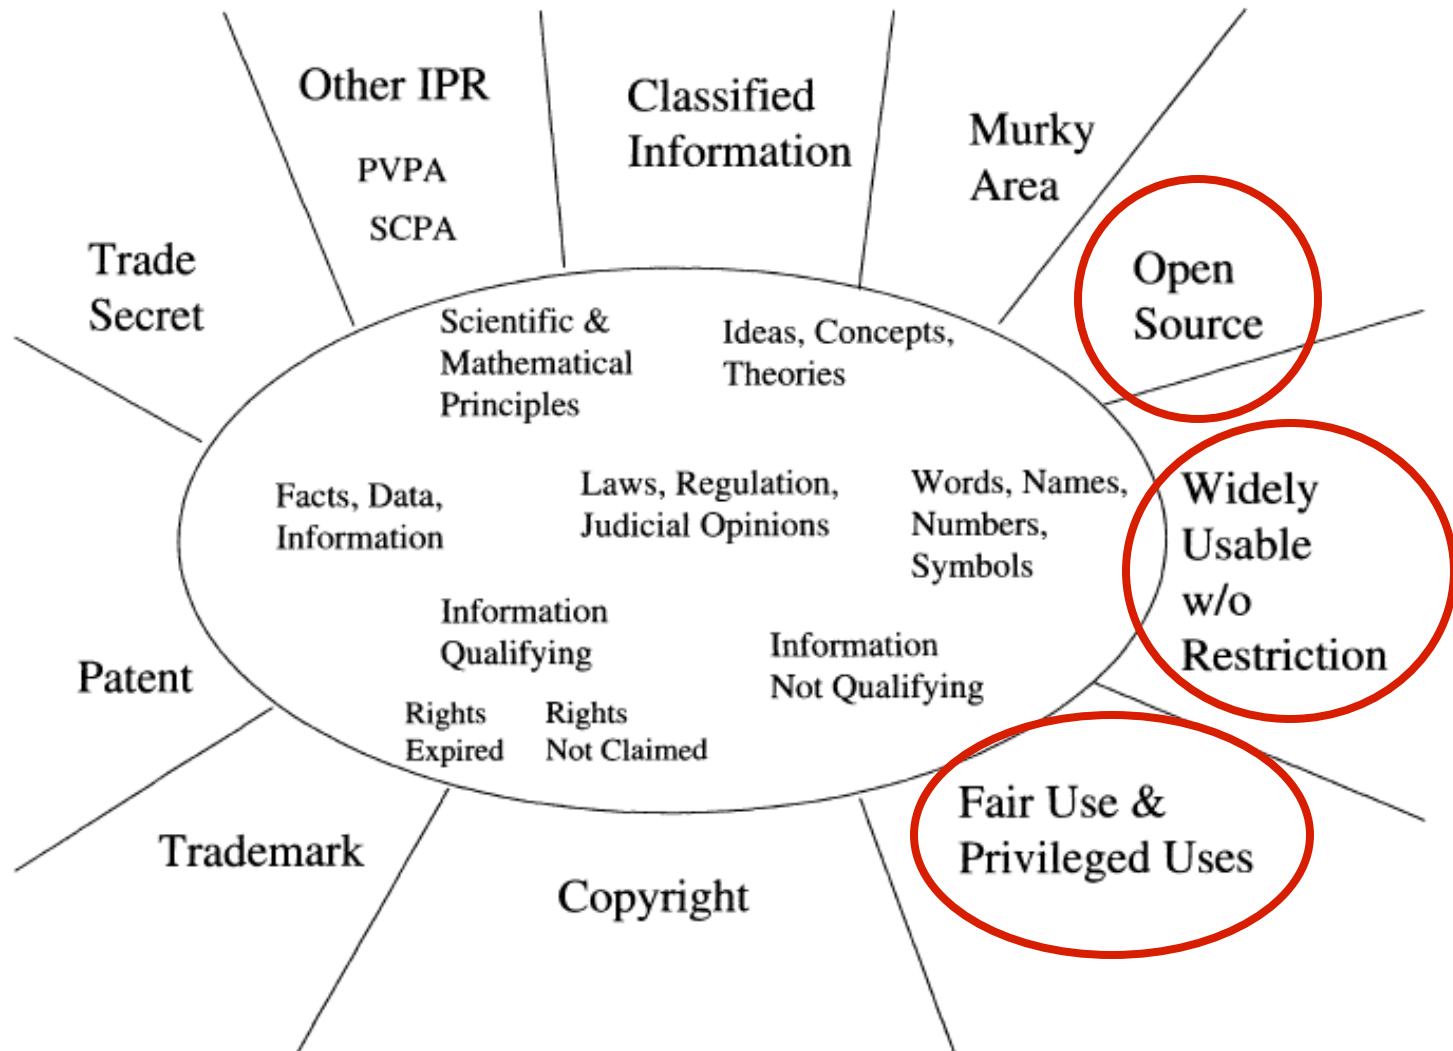 Other IPR
PVPA
SCPA
Classified
Information
Murky
Area
Trade
Secret
Open
Source
Scientific &
Mathematical
Principles
Ideas, Concepts,
Theories
Facts, Data,
Information
Laws, Regulation,
Judicial Opinions
Words, Names,
Numbers,
Symbols
Widely
Usable
w/o
Restriction
Information
Qualifying
Information
Not Qualifying
Rights
Expired
Rights
Not Claimed
Patent
Trademark
Copyright
Fair Use &
Privileged Uses